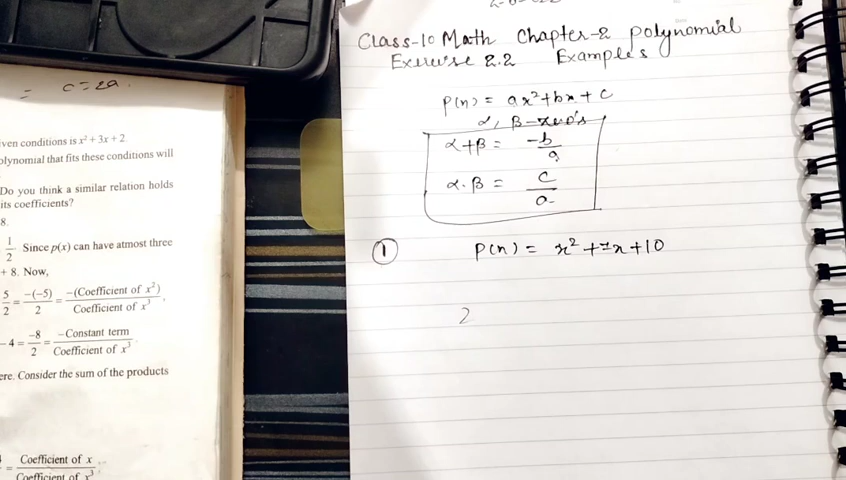 = c = 2a.
ven conditions is x² + 3x + 2.
olynomial that fits these conditions will
Do you think a similar relation holds
its coefficients?
8.
1/2. Since p(x) can have atmost three
+ 8. Now,
5/2 = -(-5)/2 = -(Coefficient of x²)/Coefficient of x³,
-4 = -8/2 = -Constant term/Coefficient of x³.
ere. Consider the sum of the products
= Coefficient of x/Coefficient of x³,
Class-10 Math Chapter-2 Polynomial
Exercise 2.2 Examples
P(x) = ax² + bx + c
α, β - zero's
α+β = -b/a
α.β = c/a
① P(x) = x² + 7x + 10
2